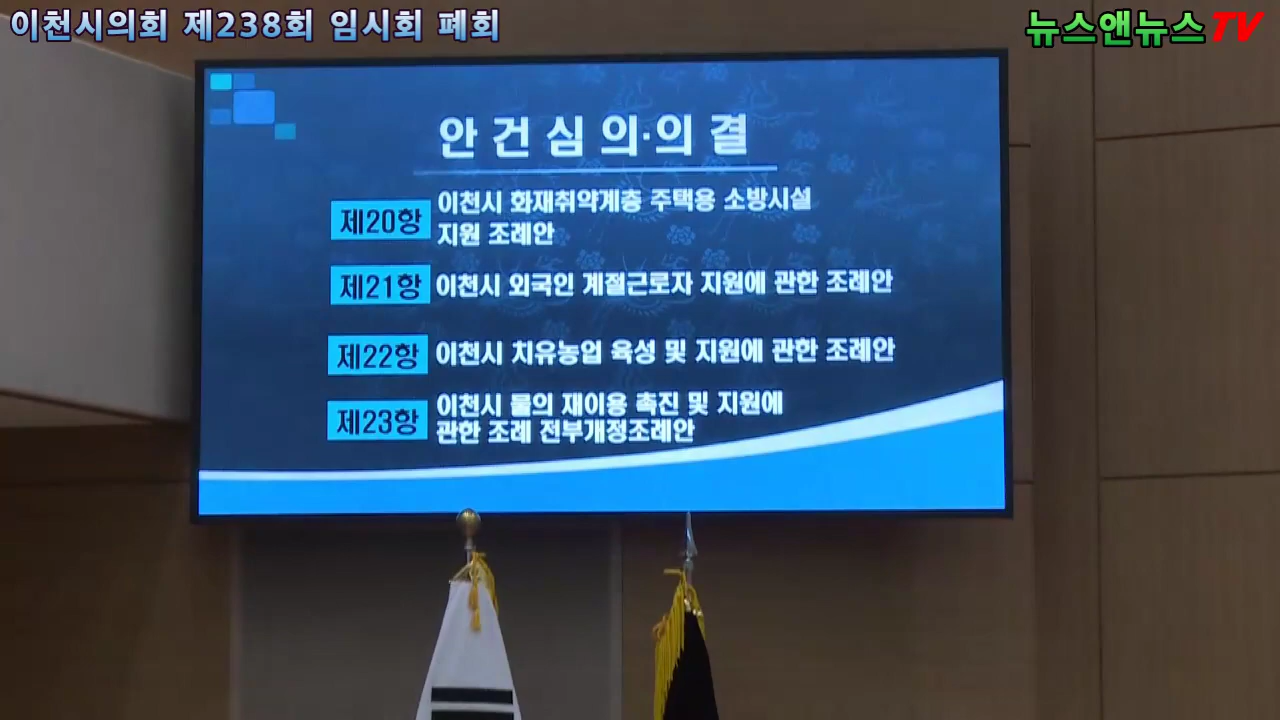 이천시의회 제238회 임시회 폐회
뉴스앤뉴스TV
안건심의·의결
제20항 이천시 화재취약계층 주택용 소방시설
지원 조례안
제21항 이천시 외국인 계절근로자 지원에 관한 조례안
제22항 이천시 치유농업 육성 및 지원에 관한 조례안
제23항 이천시 물의 재이용 촉진 및 지원에
관한 조례 전부개정조례안